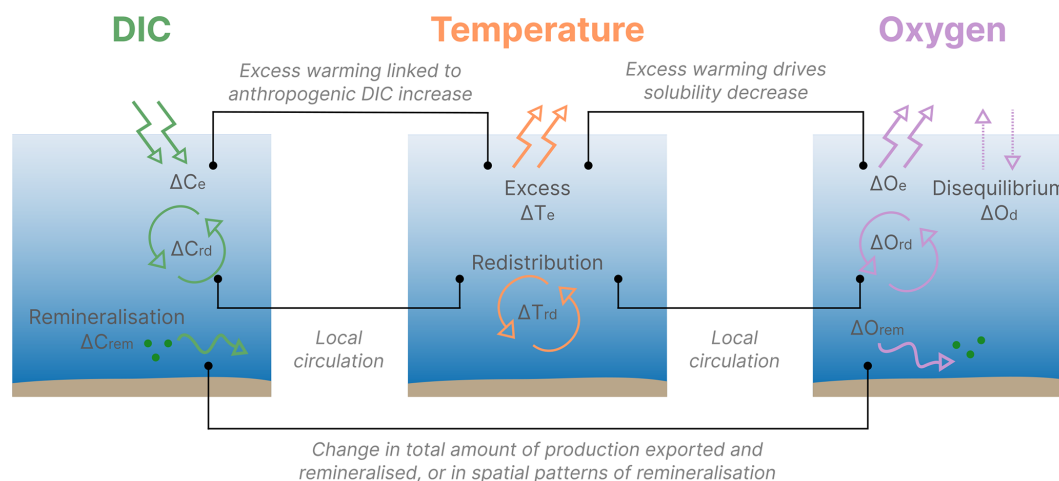 DIC
Temperature
Oxygen
Excess warming linked to
anthropogenic DIC increase
Excess warming drives
solubility decrease
ΔCe
Excess
ΔTe
ΔOe
Disequilibrium
ΔOd
ΔCrd
Redistribution
ΔTrd
ΔOrd
Remineralisation
ΔCrem
Local
circulation
Local
circulation
ΔOrem
Change in total amount of production exported and
remineralised, or in spatial patterns of remineralisation